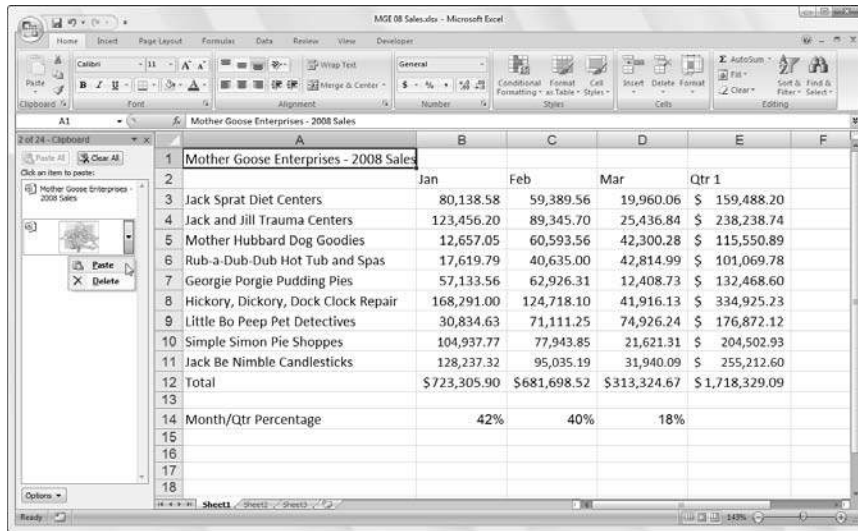 MGE 08 Sales.xlsx - Microsoft Excel
Home Insert Page Layout Formulas Data Review View Developer
Paste
Calibri 11 A A
Wrap Text
General
AutoSum
B I U A
Merge & Center
$ % ,
Conditional Formatting Format as Table Cell Styles
Insert Delete Format
Fill
Clear
Sort & Filter Find & Select
Clipboard Font Alignment Number Styles Cells Editing
A1 fx Mother Goose Enterprises - 2008 Sales
2 of 24 - Clipboard
Paste All Clear All
Click an item to paste:
Mother Goose Enterprises - 2008 Sales
Paste
Delete
Options
A B C D E F
1 Mother Goose Enterprises - 2008 Sales
2 Jan Feb Mar Qtr 1
3 Jack Sprat Diet Centers 80,138.58 59,389.56 19,960.06 $ 159,488.20
4 Jack and Jill Trauma Centers 123,456.20 89,345.70 25,436.84 $ 238,238.74
5 Mother Hubbard Dog Goodies 12,657.05 60,593.56 42,300.28 $ 115,550.89
6 Rub-a-Dub-Dub Hot Tub and Spas 17,619.79 40,635.00 42,814.99 $ 101,069.78
7 Georgie Porgie Pudding Pies 57,133.56 62,926.31 12,408.73 $ 132,468.60
8 Hickory, Dickory, Dock Clock Repair 168,291.00 124,718.10 41,916.13 $ 334,925.23
9 Little Bo Peep Pet Detectives 30,834.63 71,111.25 74,926.24 $ 176,872.12
10 Simple Simon Pie Shoppes 104,937.77 77,943.85 21,621.31 $ 204,502.93
11 Jack Be Nimble Candlesticks 128,237.32 95,035.19 31,940.09 $ 255,212.60
12 Total $723,305.90 $681,698.52 $313,324.67 $1,718,329.09
13
14 Month/Qtr Percentage 42% 40% 18%
15
16
17
18
Sheet1 Sheet2 Sheet3
Ready 143%